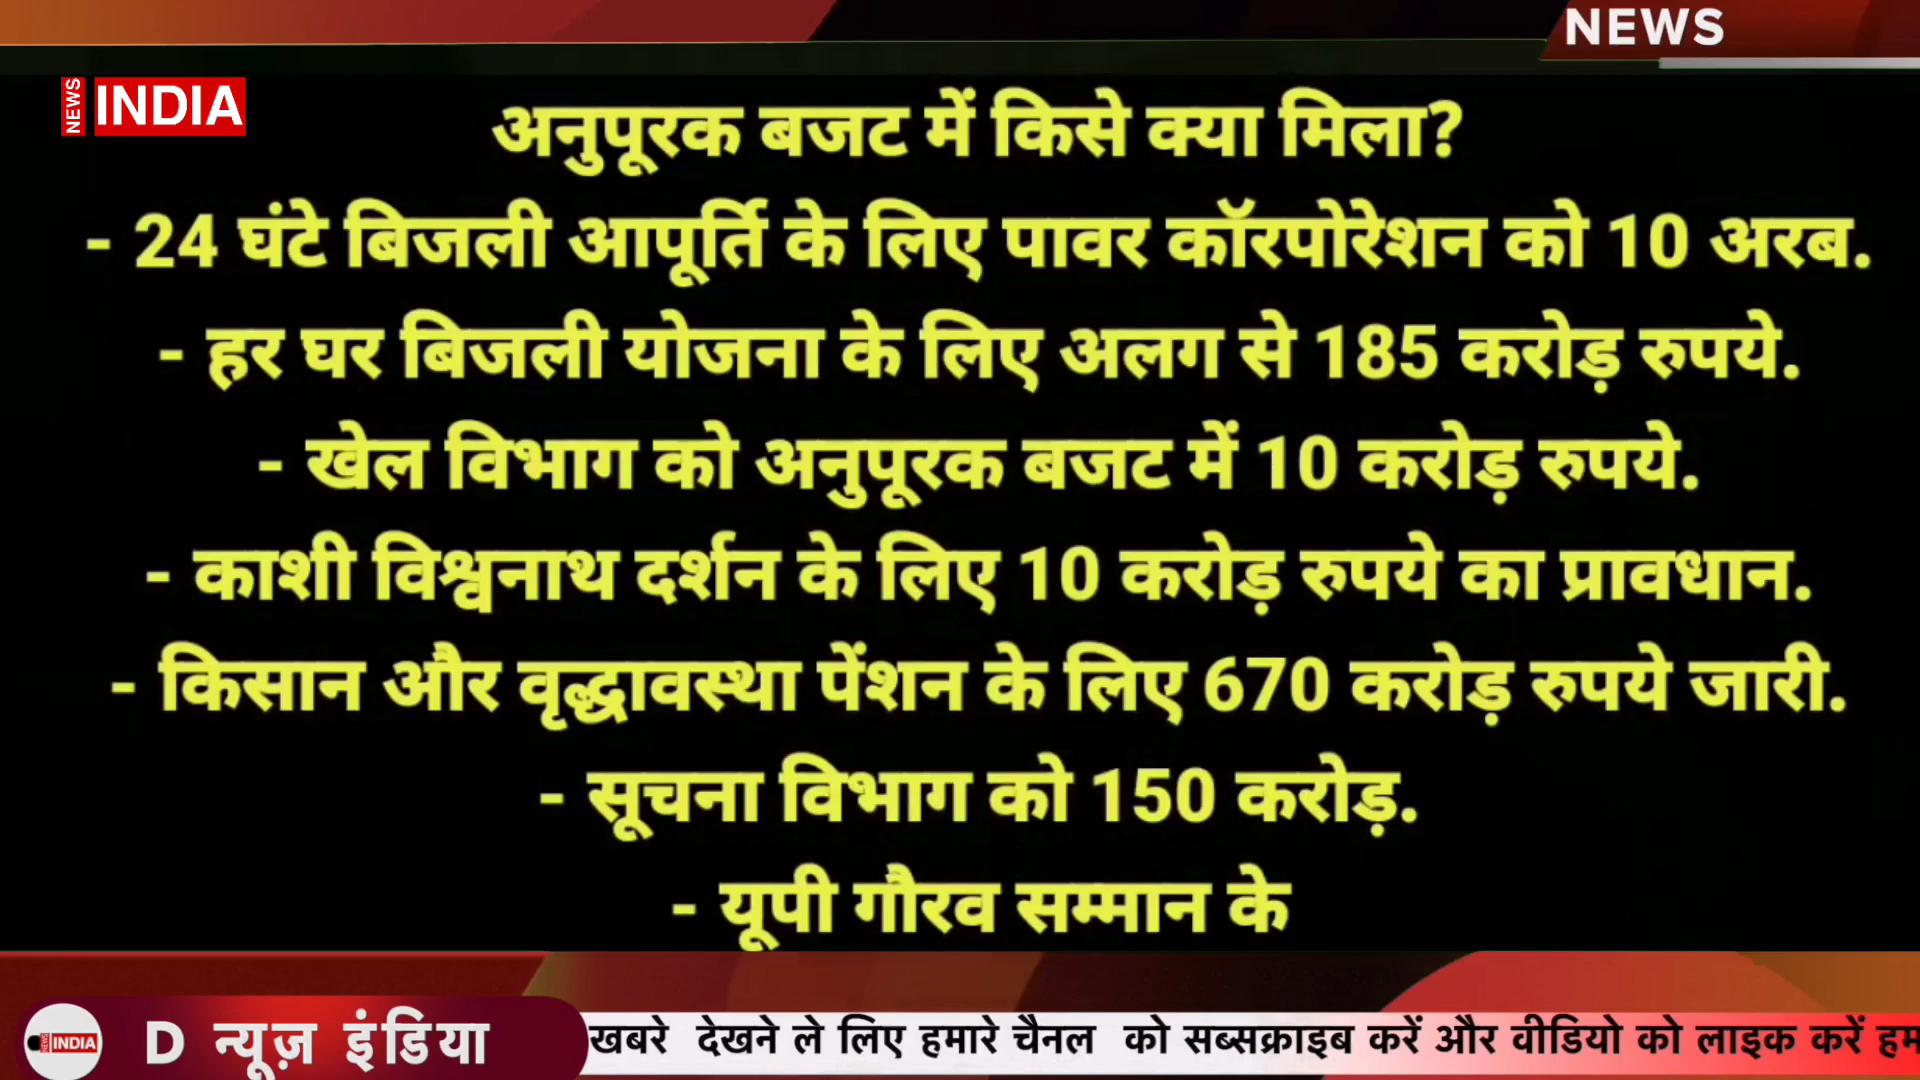 NEWS
NEWS INDIA
अनुपूरक बजट में किसे क्या मिला?
- 24 घंटे बिजली आपूर्ति के लिए पावर कॉरपोरेशन को 10 अरब.
- हर घर बिजली योजना के लिए अलग से 185 करोड़ रुपये.
- खेल विभाग को अनुपूरक बजट में 10 करोड़ रुपये.
- काशी विश्वनाथ दर्शन के लिए 10 करोड़ रुपये का प्रावधान.
- किसान और वृद्धावस्था पेंशन के लिए 670 करोड़ रुपये जारी.
- सूचना विभाग को 150 करोड़.
- यूपी गौरव सम्मान के
NEWS INDIA
D न्यूज़ इंडिया
खबरे देखने ले लिए हमारे चैनल को सब्सक्राइब करें और वीडियो को लाइक करें हम